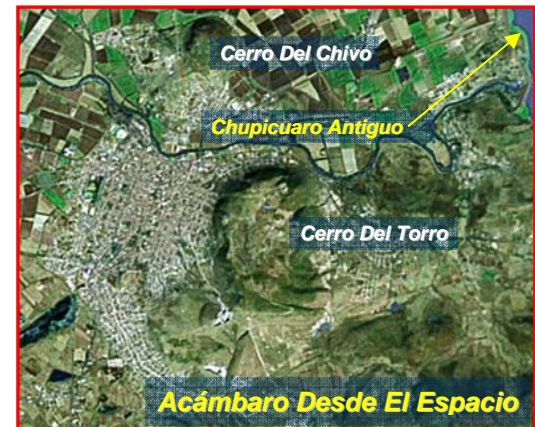 Cerro Del Chivo
Chupicuaro Antiguo
Cerro Del Torro
Acámbaro Desde El Espacio